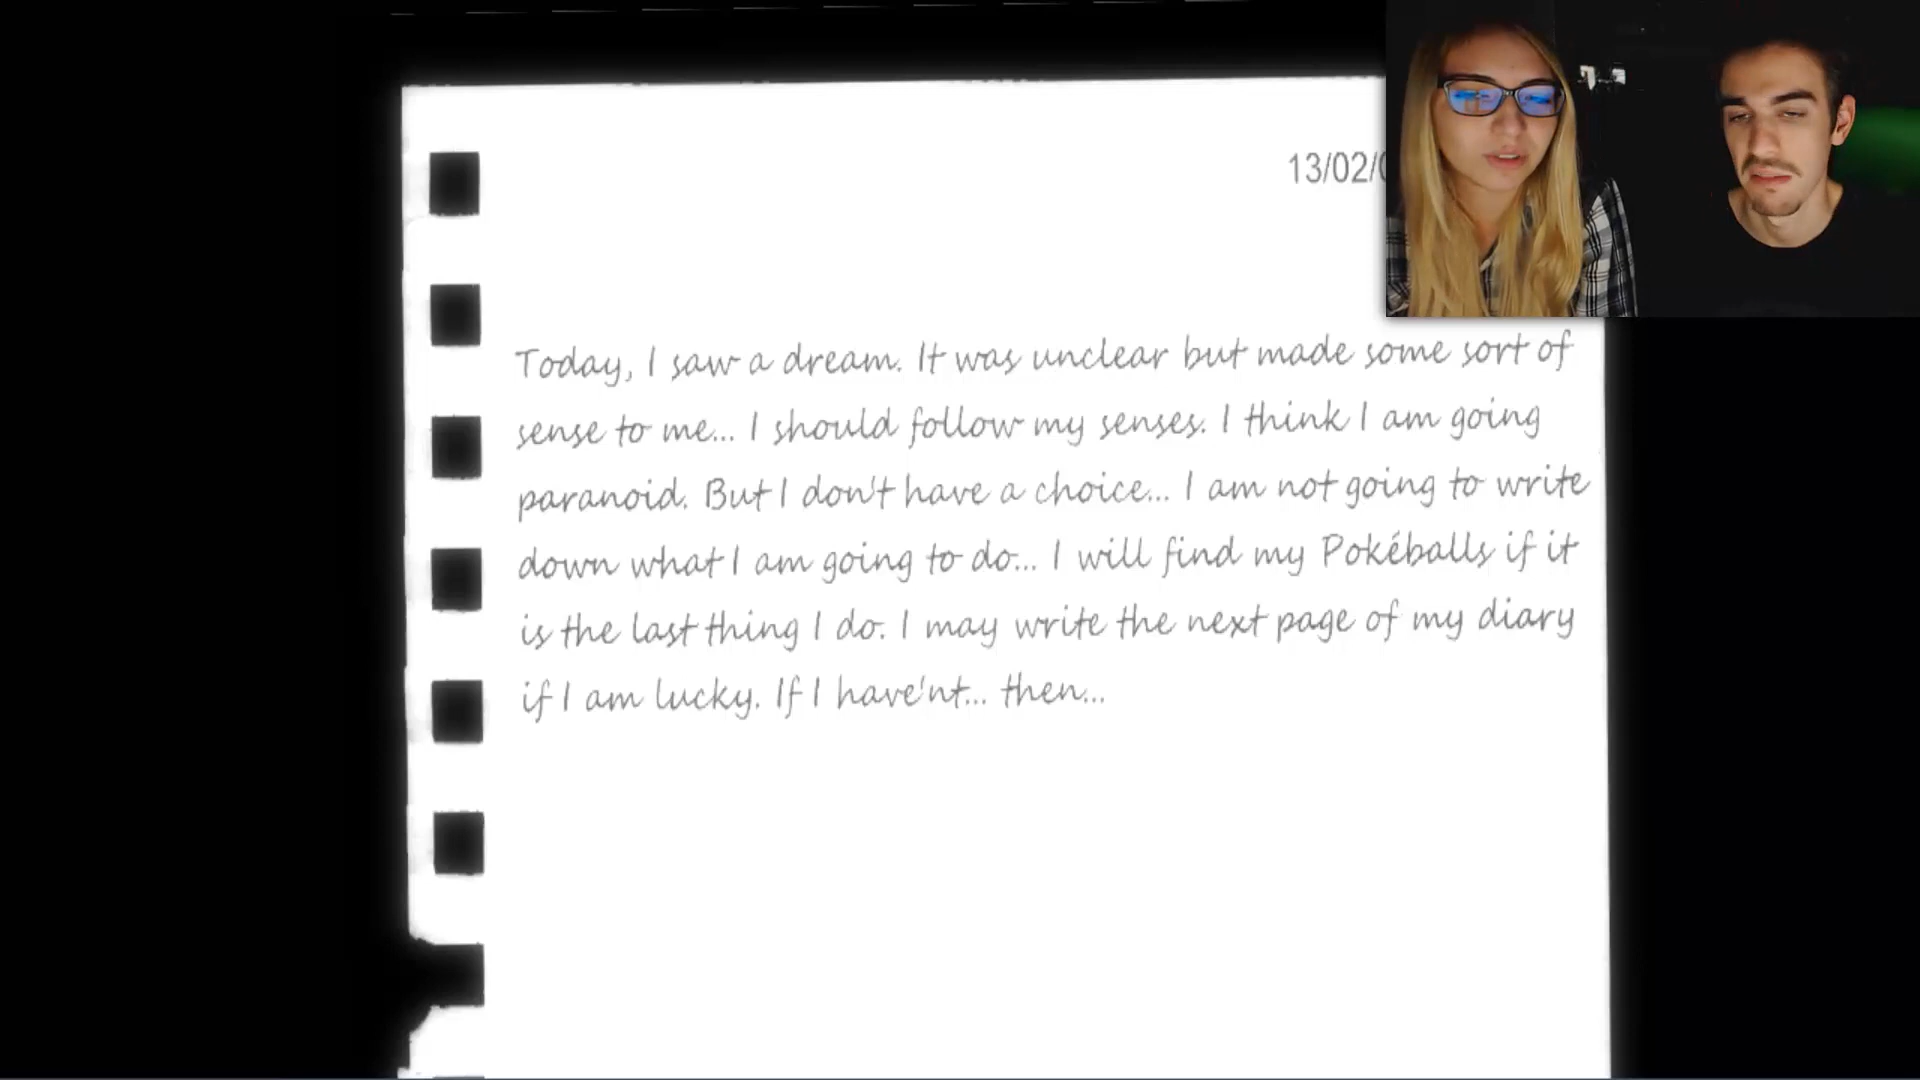 13/02/
Today, I saw a dream. It was unclear but made some sort of
sense to me... I should follow my senses. I think I am going
paranoid. But I don't have a choice... I am not going to write
down what I am going to do... I will find my Pokéballs if it
is the last thing I do. I may write the next page of my diary
if I am lucky. If I have'nt... then...